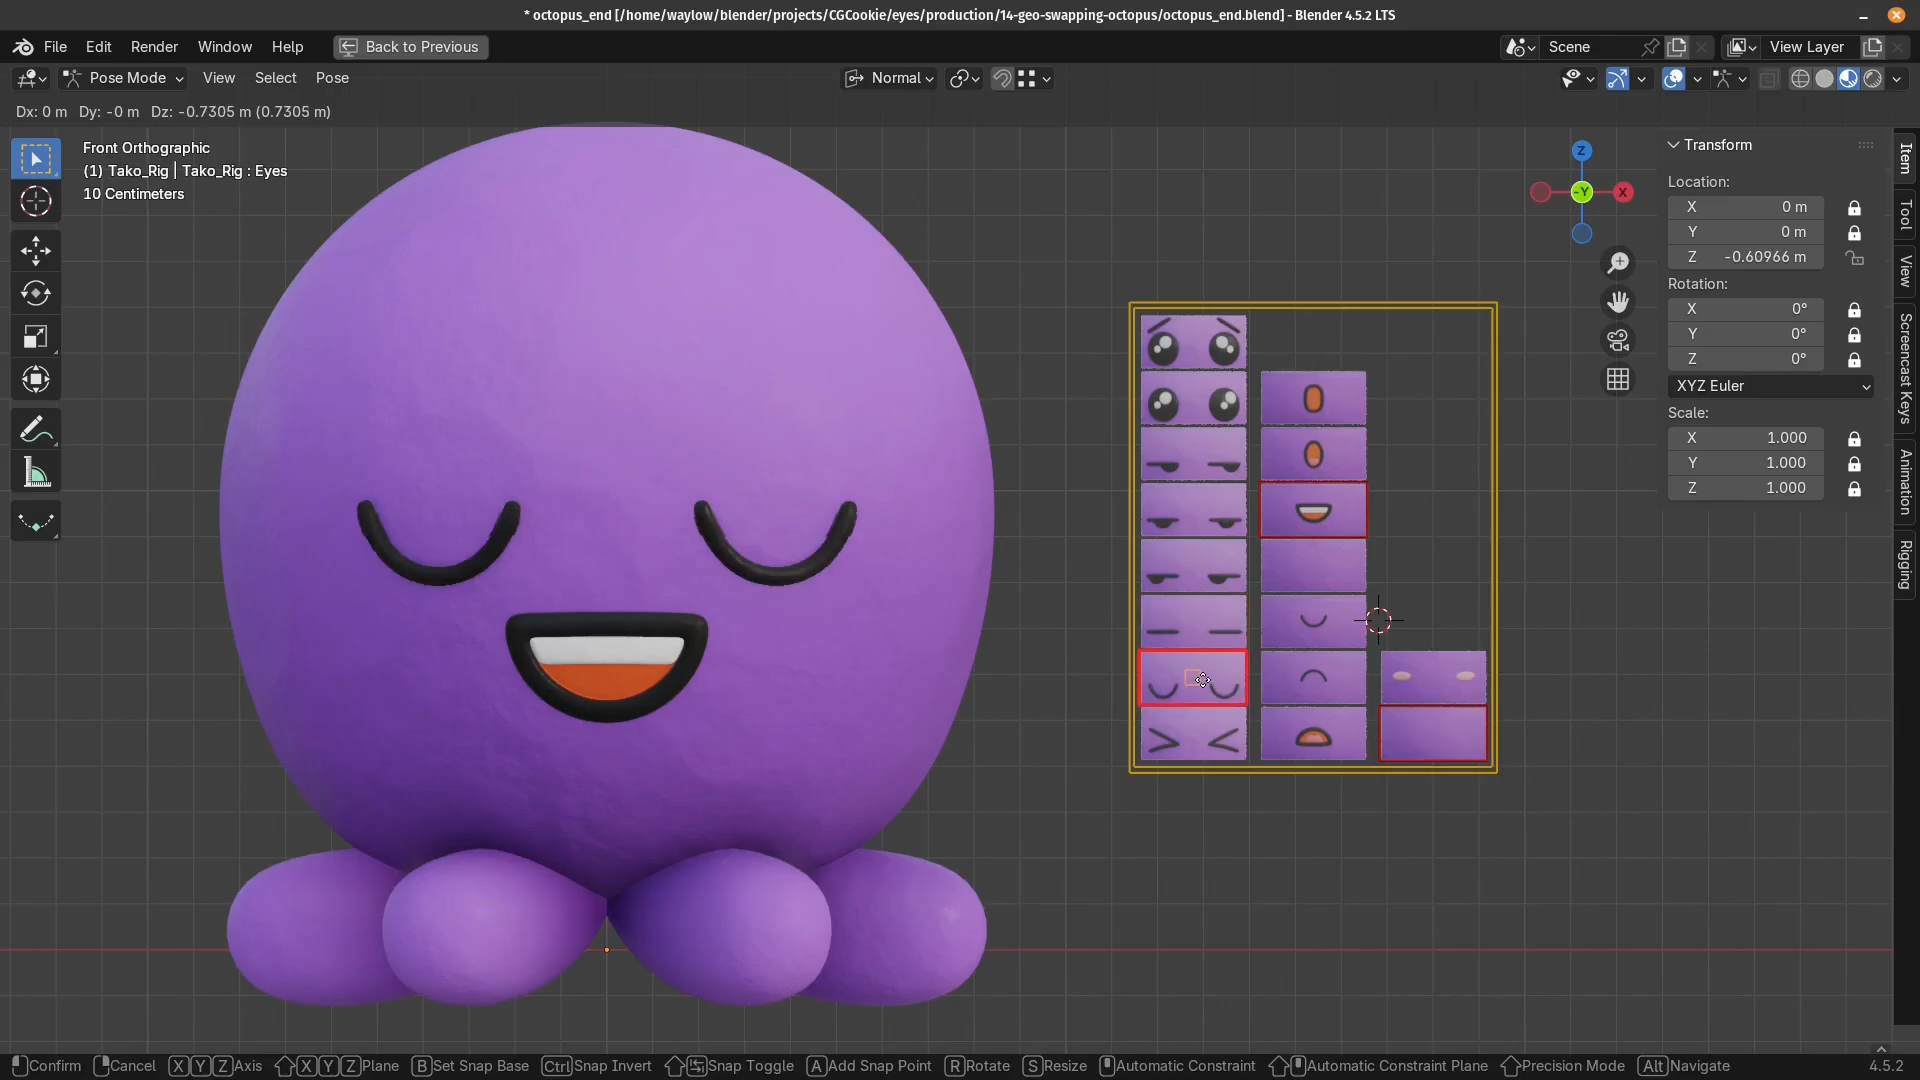 * octopus_end [/home/waylow/blender/projects/CGCookie/eyes/production/14-geo-swapping-octopus/octopus_end.blend] - Blender 4.5.2 LTS
File Edit Render Window Help Back to Previous Scene View Layer
Pose Mode View Select Pose Normal
Dx: 0 m Dy: -0 m Dz: -0.7305 m (0.7305 m)
Front Orthographic
(1) Tako_Rig | Tako_Rig : Eyes
10 Centimeters
Z
-Y
X
Transform
Location:
X 0 m
Y 0 m
Z -0.60966 m
Rotation:
X 0°
Y 0°
Z 0°
XYZ Euler
Scale:
X 1.000
Y 1.000
Z 1.000
Item
Tool
View
Screencast Keys
Animation
Rigging
Confirm Cancel X Y Z Axis X Y Z Plane B Set Snap Base Ctrl Snap Invert Snap Toggle A Add Snap Point R Rotate S Resize Automatic Constraint Automatic Constraint Plane Precision Mode Alt Navigate 4.5.2